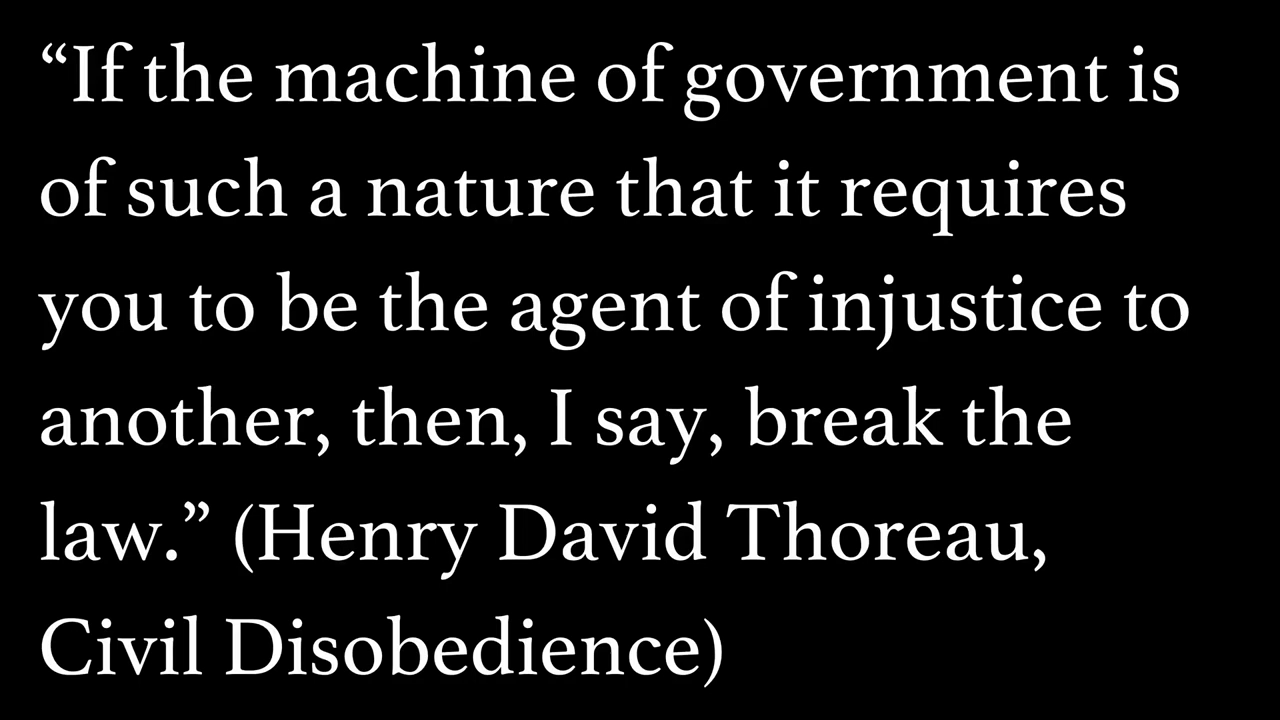 “If the machine of government is
of such a nature that it requires
you to be the agent of injustice to
another, then, I say, break the
law.” (Henry David Thoreau,
Civil Disobedience)